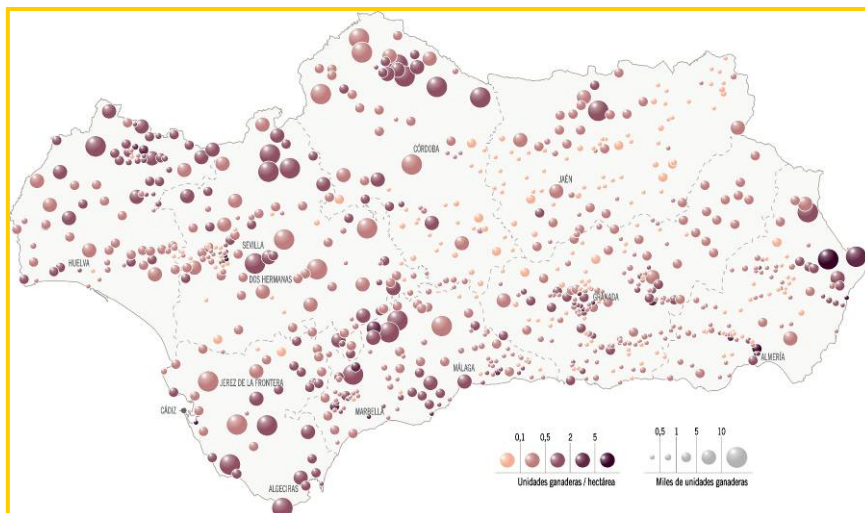 CÓRDOBA
JAÉN
SEVILLA
HUELVA
DOS HERMANAS
GRANADA
ALMERÍA
MÁLAGA
JEREZ DE LA FRONTERA
CÁDIZ
MARBELLA
ALGECIRAS
0,1 0,5 2 5
Unidades ganaderas / hectárea
0,5 1 5 10
Miles de unidades ganaderas